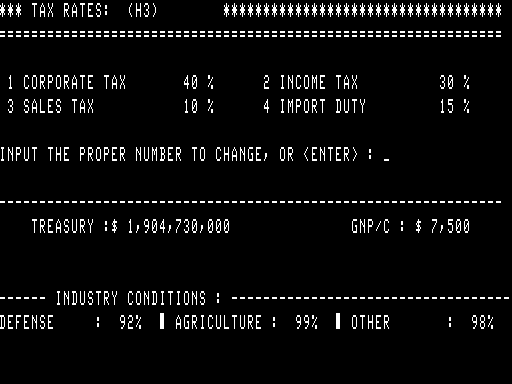 *** TAX RATES: (H3) ***********************************
===============================================================
1 CORPORATE TAX 40 % 2 INCOME TAX 30 %
3 SALES TAX 10 % 4 IMPORT DUTY 15 %
INPUT THE PROPER NUMBER TO CHANGE, OR <ENTER> : _
---------------------------------------------------------------
TREASURY :$ 1,904,730,000 GNP/C : $ 7,500
------ INDUSTRY CONDITIONS : -----------------------------------
DEFENSE : 92% | AGRICULTURE : 99% | OTHER : 98%